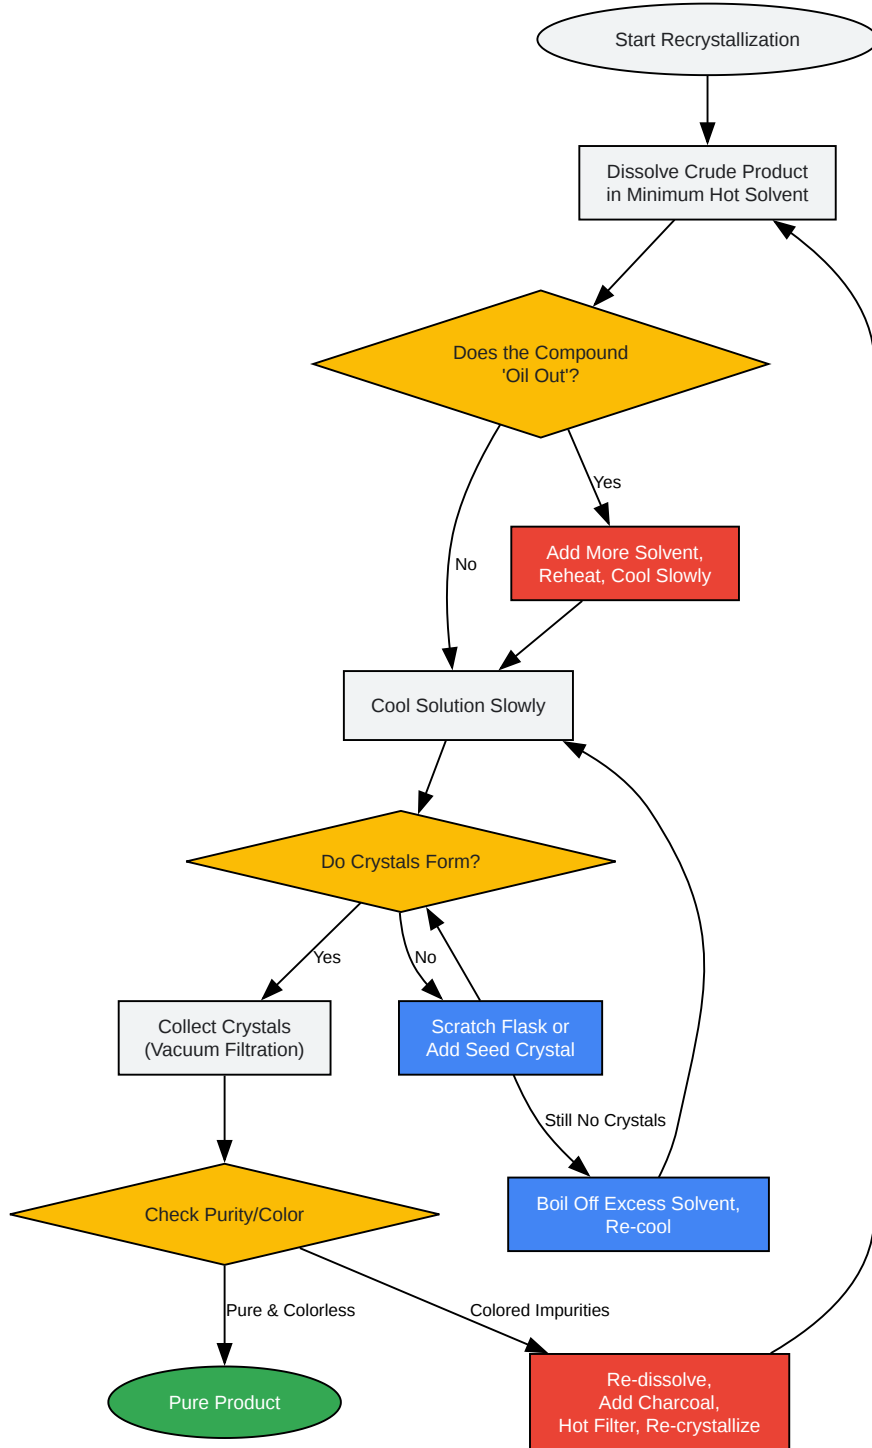 Start Recrystallization
Dissolve Crude Product
in Minimum Hot Solvent
Does the Compound
'Oil Out'?
Yes
No
Add More Solvent,
Reheat, Cool Slowly
Cool Solution Slowly
Do Crystals Form?
Yes
No
Collect Crystals
(Vacuum Filtration)
Scratch Flask or
Add Seed Crystal
Still No Crystals
Boil Off Excess Solvent,
Re-cool
Check Purity/Color
Pure & Colorless
Colored Impurities
Pure Product
Re-dissolve,
Add Charcoal,
Hot Filter, Re-crystallize